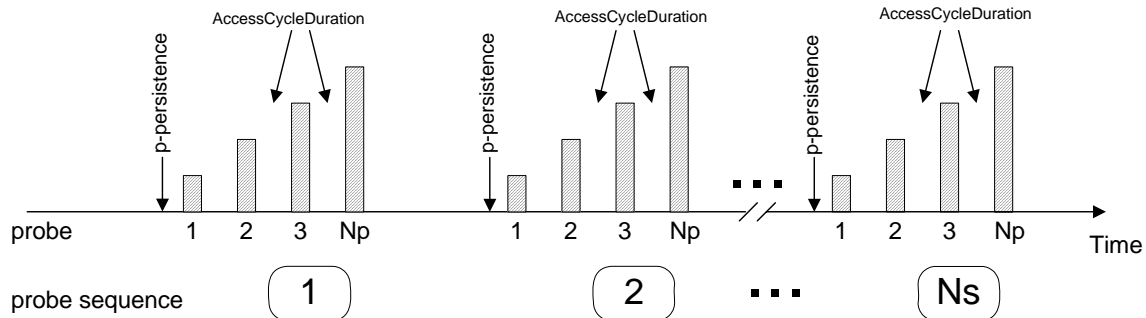 AccessCycleDuration AccessCycleDuration AccessCycleDuration
p-persistence p-persistence p-persistence
probe 1 2 3 Np 1 2 3 Np 1 2 3 Np
Time
probe sequence 1 2 Ns